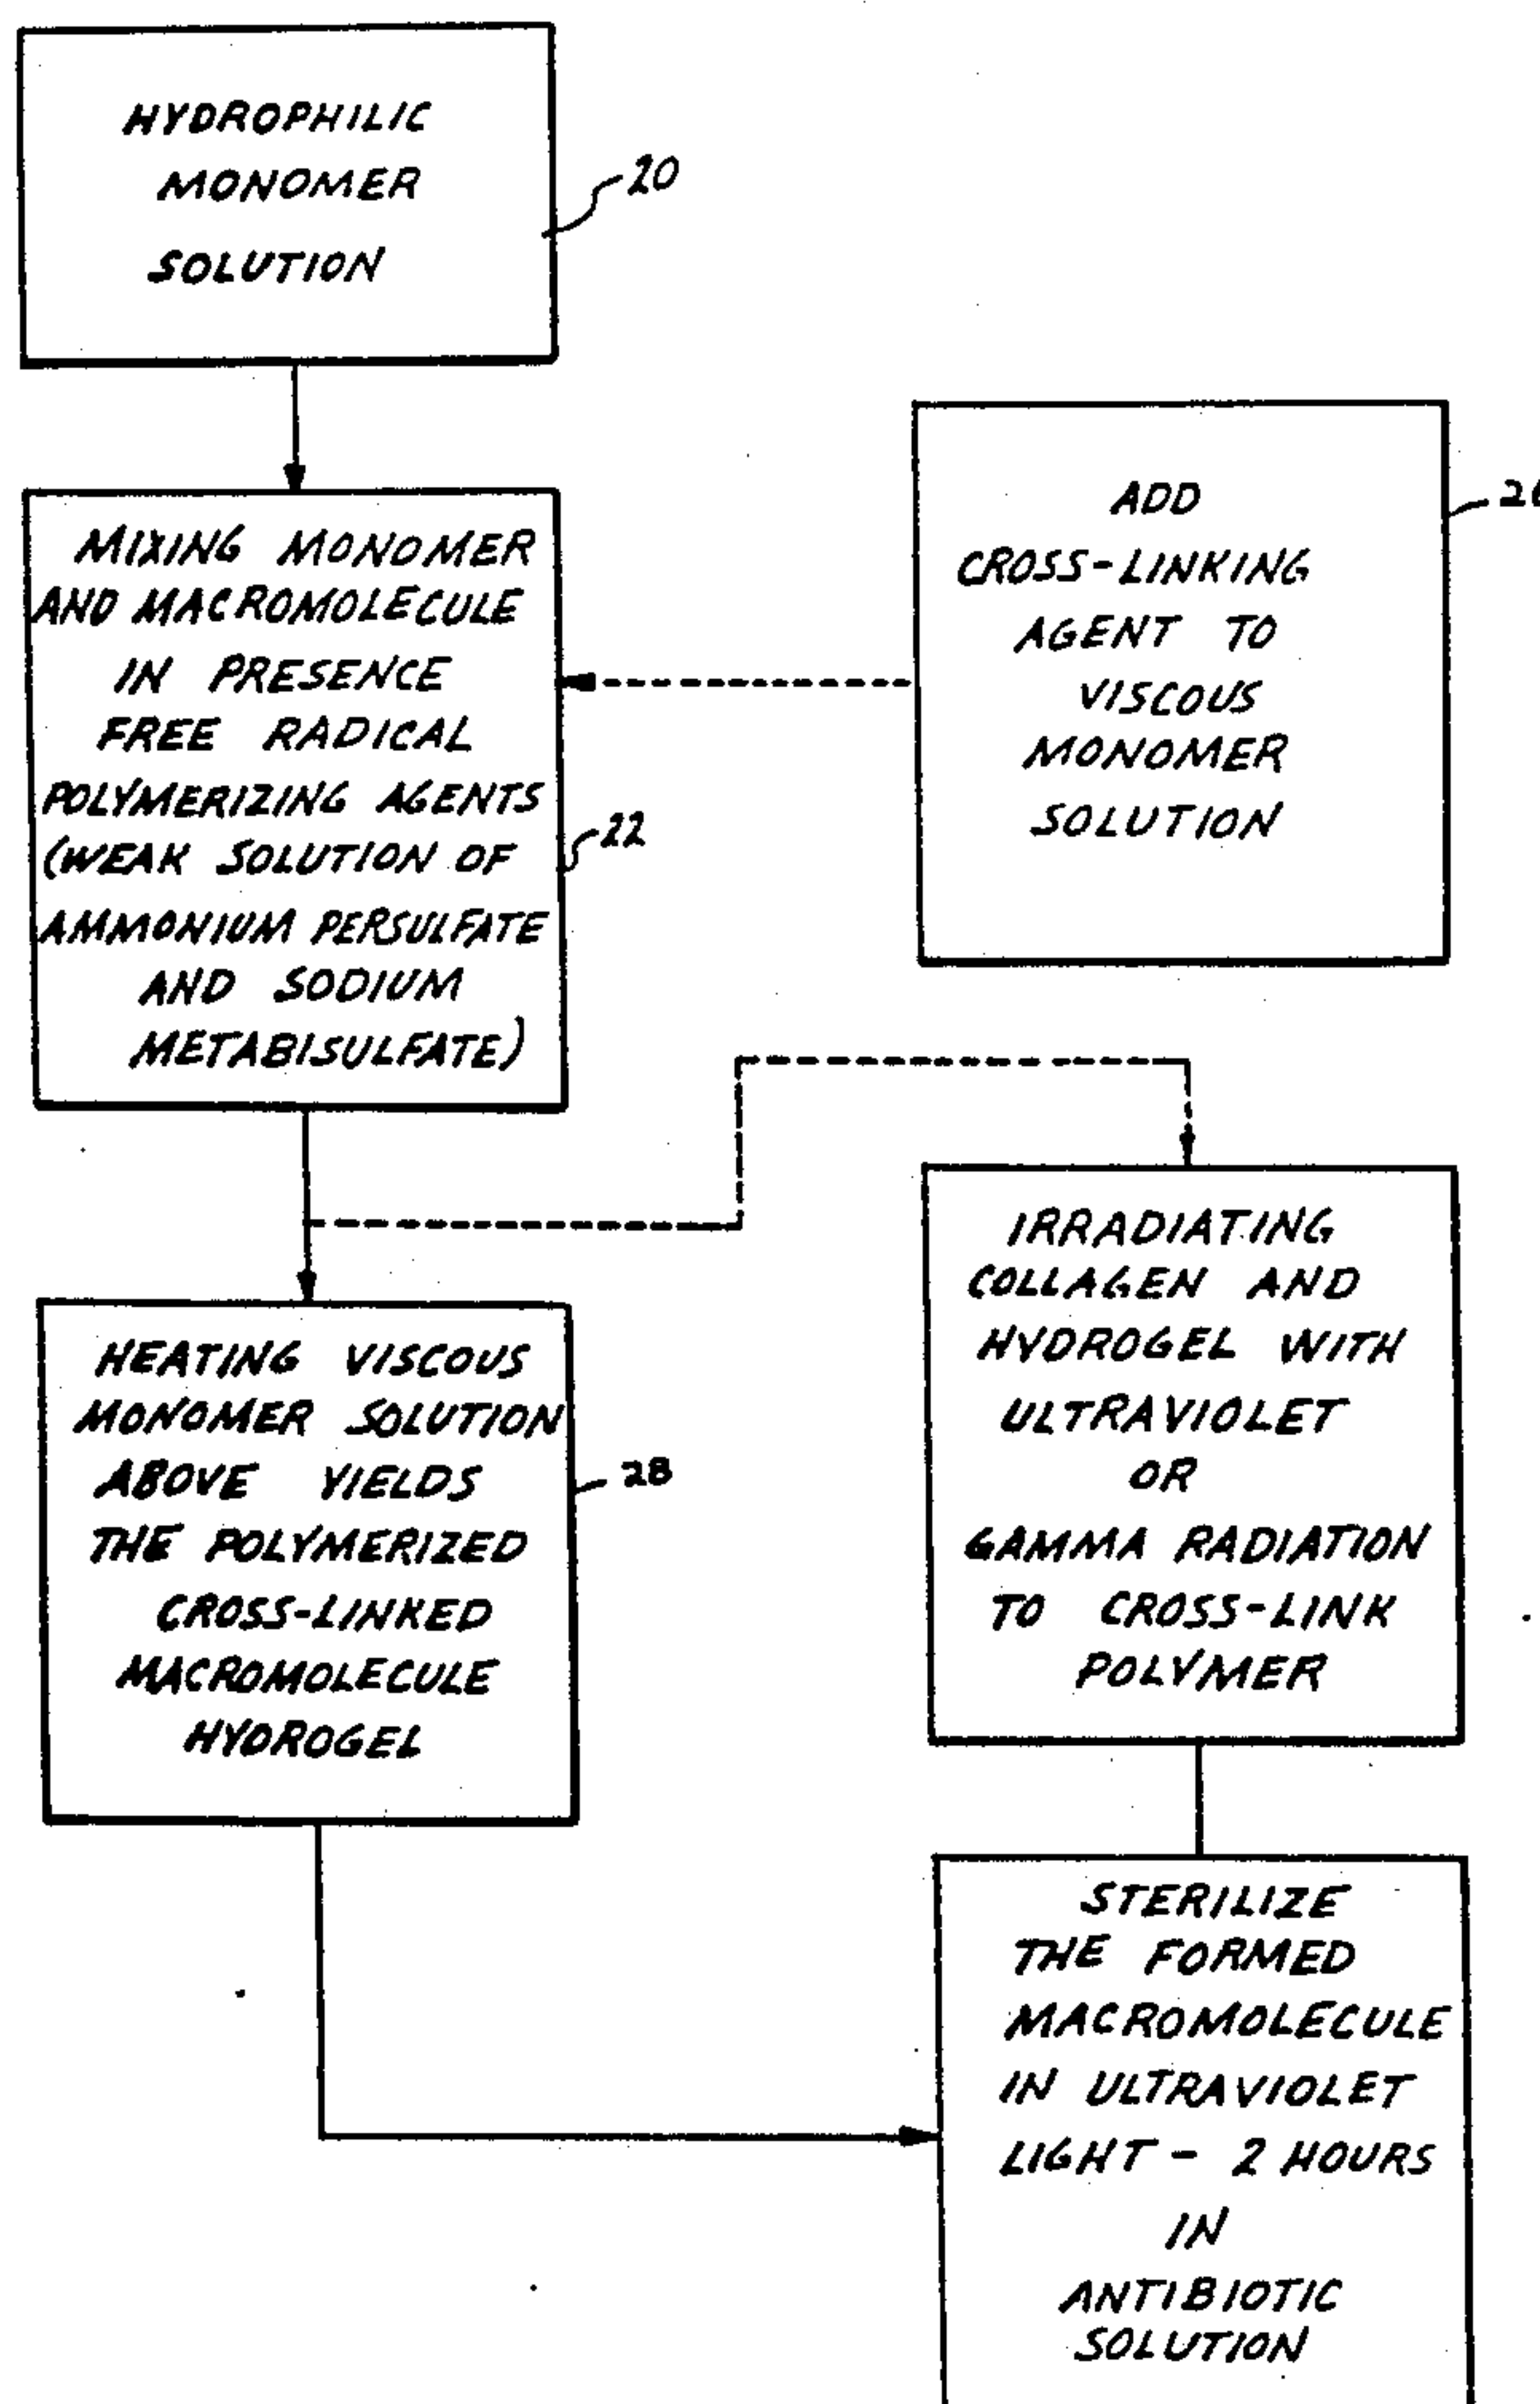 HYDROPHILIC
MONOMER
SOLUTION
20
MIXING MONOMER
AND MACROMOLECULE
IN PRESENCE
FREE RADICAL
POLYMERIZING AGENTS
(WEAK SOLUTION OF
AMMONIUM PERSULFATE
AND SODIUM
METABISULFATE)
22
ADD
CROSS-LINKING
AGENT TO
VISCOUS
MONOMER
SOLUTION
HEATING VISCOUS
MONOMER SOLUTION
ABOVE YIELDS
THE POLYMERIZED
CROSS-LINKED
MACROMOLECULE
HYDROGEL
28
IRRADIATING
COLLAGEN AND
HYDROGEL WITH
ULTRAVIOLET
OR
GAMMA RADIATION
TO CROSS-LINK
POLYMER
STERILIZE
THE FORMED
MACROMOLECULE
IN ULTRAVIOLET
LIGHT - 2 HOURS
IN
ANTIBIOTIC
SOLUTION